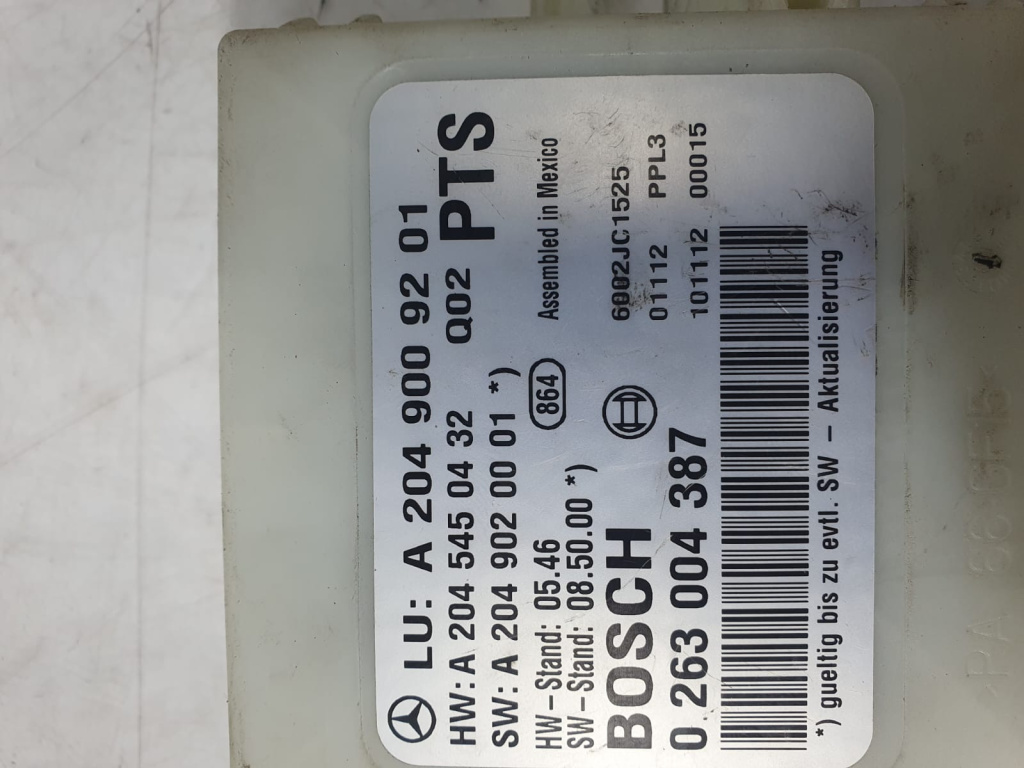 LU: A 204 900 92 01
HW: A 204 545 04 32 Q02 PTS
SW: A 204 902 00 01 *)
HW – Stand: 05.46 864 Assembled in Mexico
SW – Stand: 08.50.00 *)
BOSCH 6002JC1525
0 263 004 387 01112 PPL3
101112 00015
*) gueltig bis zu evtl. SW – Aktualisierung